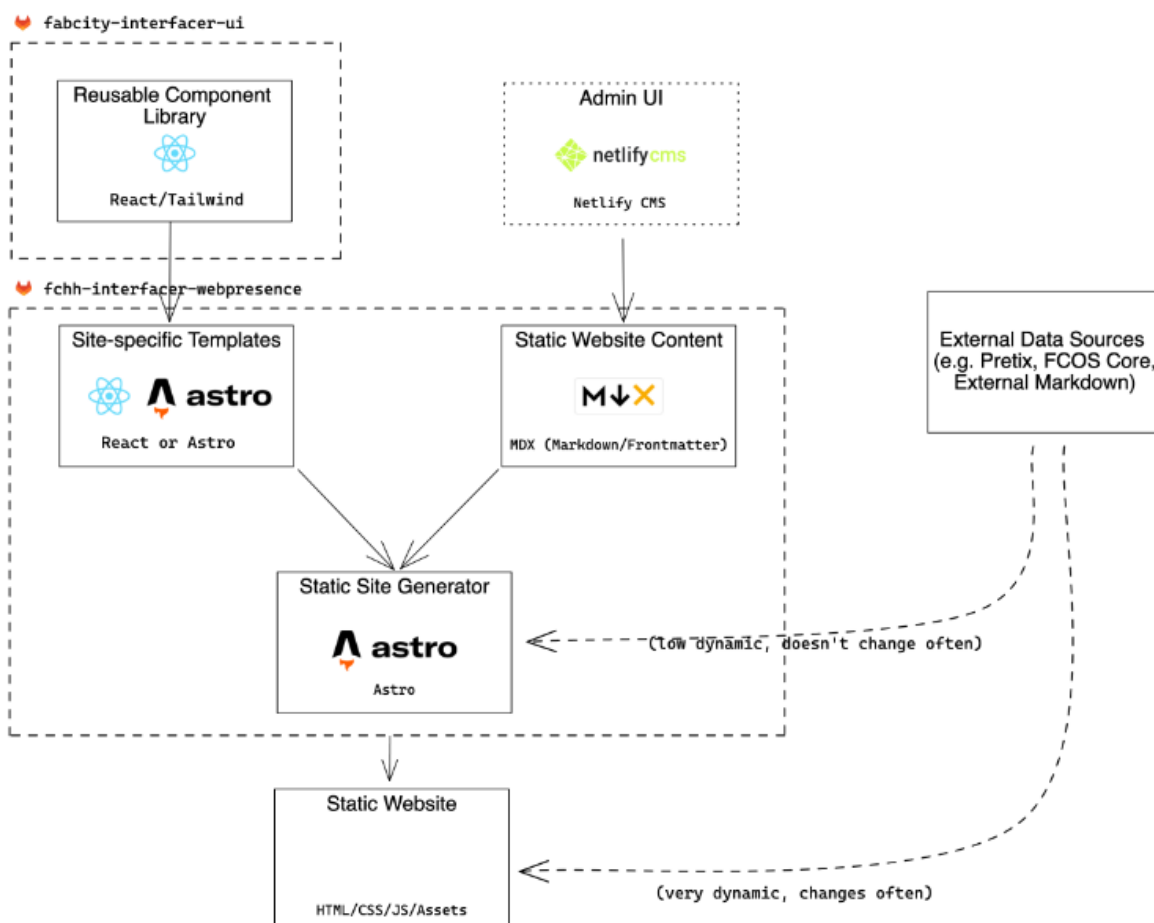 fabcity-interfacer-ui
Reusable Component
Library
React/Tailwind
Admin UI
netlifycms
Netlify CMS
fchh-interfacer-webpresence
Site-specific Templates
astro
React or Astro
Static Website Content
M
MDX (Markdown/Frontmatter)
External Data Sources
(e.g. Pretix, FCOS Core,
External Markdown)
Static Site Generator
astro
Astro
(low dynamic, doesn't change often)
Static Website
HTML/CSS/JS/Assets
(very dynamic, changes often)